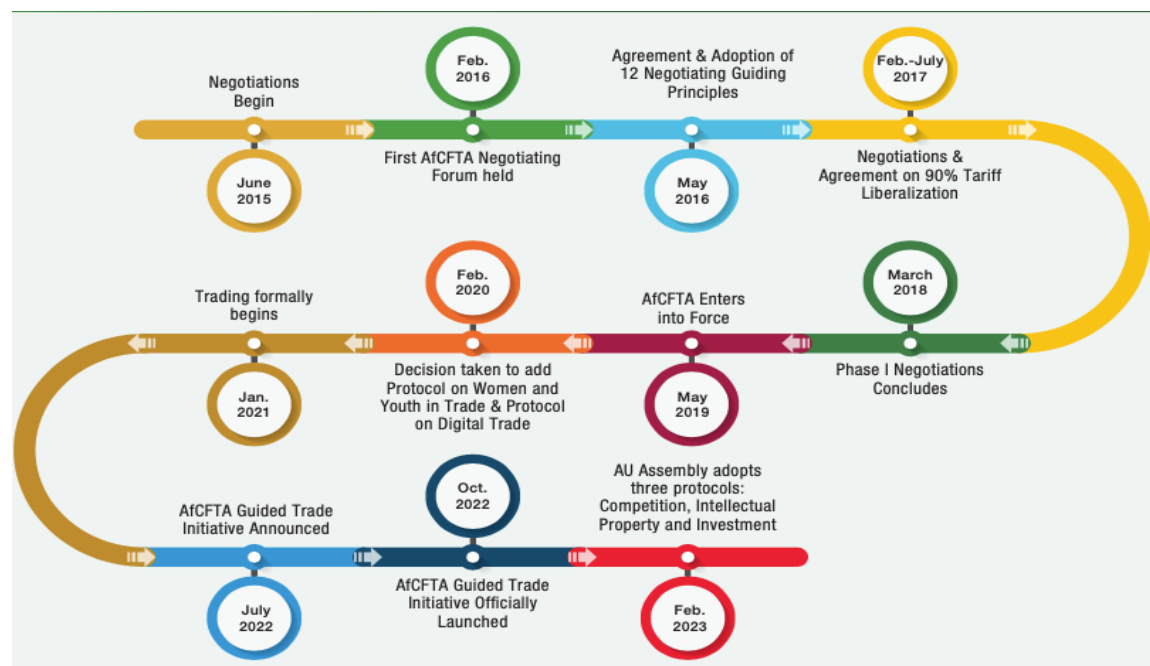 Negotiations
Begin
June
2015
Feb.
2016
First AfCFTA Negotiating
Forum held
Agreement & Adoption of
12 Negotiating Guiding
Principles
May
2016
Feb.-July
2017
Negotiations &
Agreement on 90% Tariff
Liberalization
March
2018
Phase I Negotiations
Concludes
AfCFTA Enters
into Force
May
2019
Feb.
2020
Decision taken to add
Protocol on Women and
Youth in Trade & Protocol
on Digital Trade
Trading formally
begins
Jan.
2021
AfCFTA Guided Trade
Initiative Announced
July
2022
Oct.
2022
AfCFTA Guided Trade
Initiative Officially
Launched
AU Assembly adopts
three protocols:
Competition, Intellectual
Property and Investment
Feb.
2023